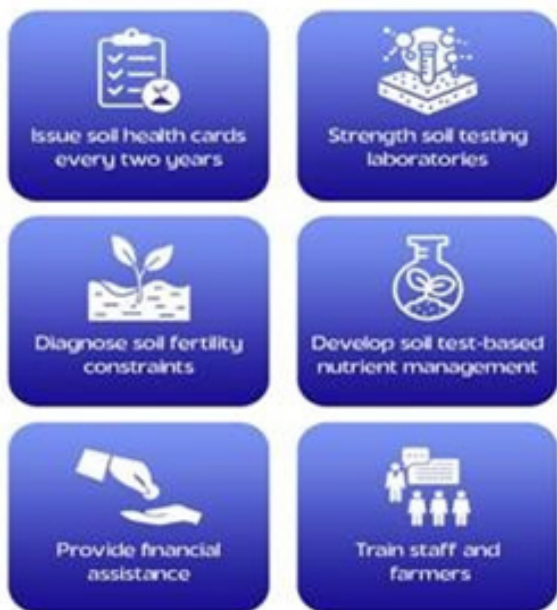 Issue soil health cards
every two years
Strength soil testing
laboratories
Diagnose soil fertility
constraints
Develop soil test-based
nutrient management
Provide financial
assistance
Train staff and
farmers